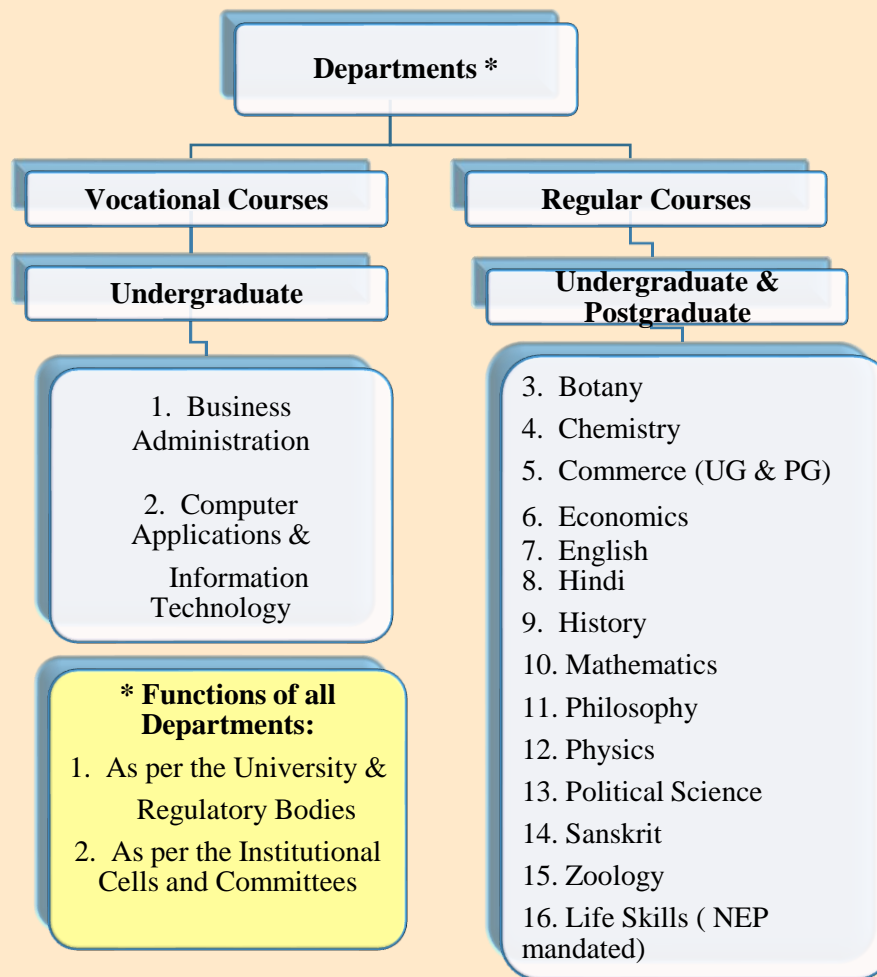 Departments *
Vocational Courses
Regular Courses
Undergraduate
Undergraduate &
Postgraduate
1. Business
Administration
2. Computer
Applications &
Information
Technology
* Functions of all
Departments:
1. As per the University &
Regulatory Bodies
2. As per the Institutional
Cells and Committees
3. Botany
4. Chemistry
5. Commerce (UG & PG)
6. Economics
7. English
8. Hindi
9. History
10. Mathematics
11. Philosophy
12. Physics
13. Political Science
14. Sanskrit
15. Zoology
16. Life Skills ( NEP
mandated)